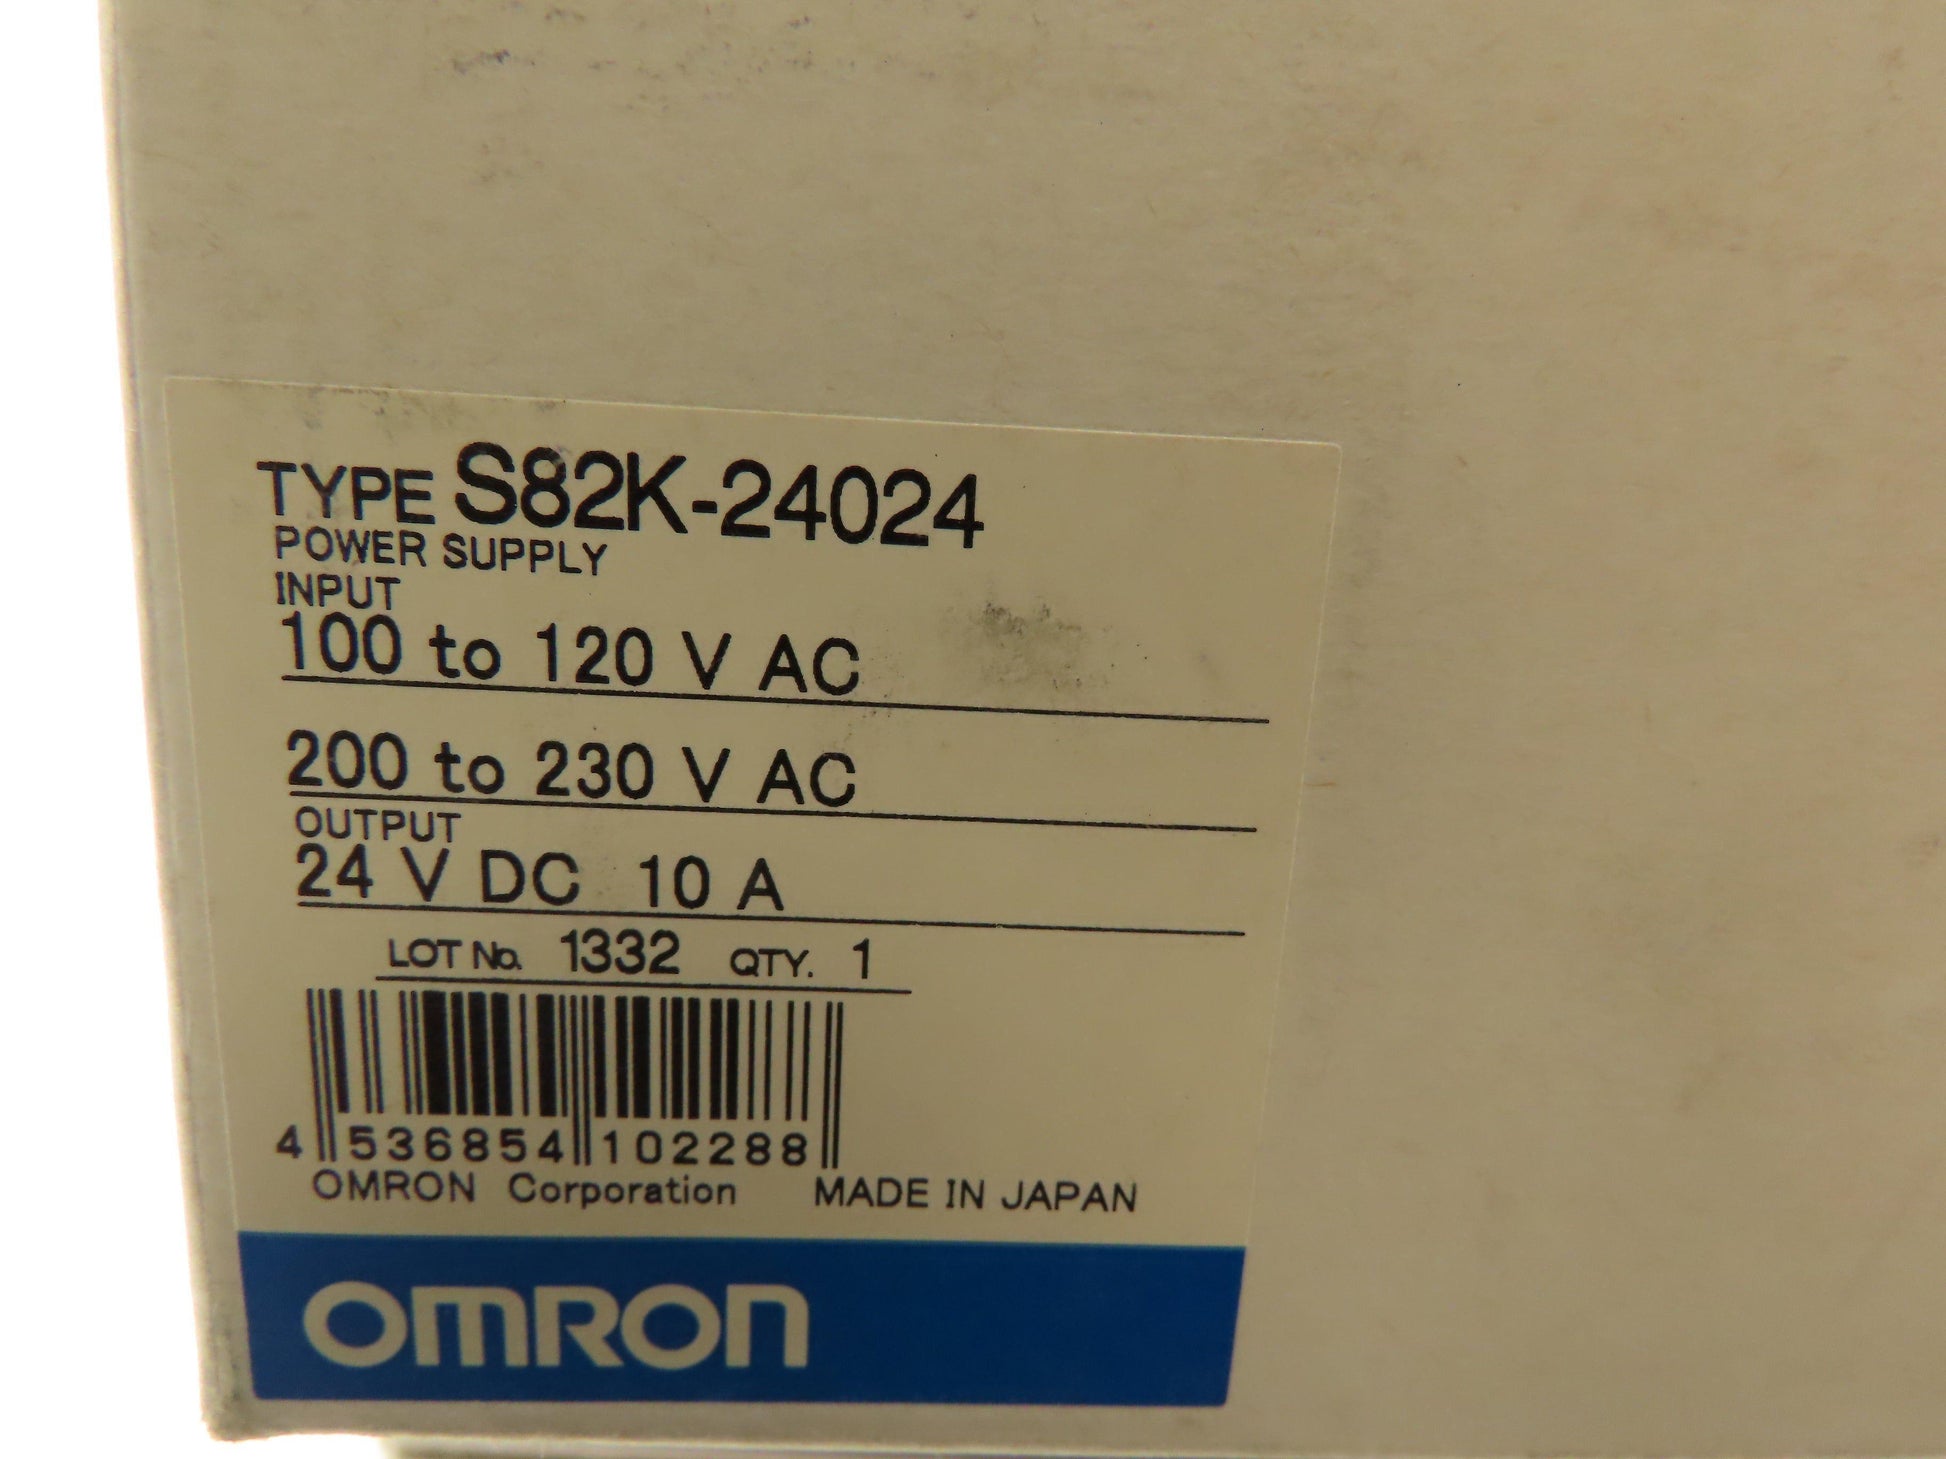 TYPE S82K-24024
POWER SUPPLY
INPUT
100 to 120 V AC
200 to 230 V AC
OUTPUT
24 V DC 10 A
LOT No. 1332 QTY. 1
4 536854 102288
OMRON Corporation MADE IN JAPAN
OMRON